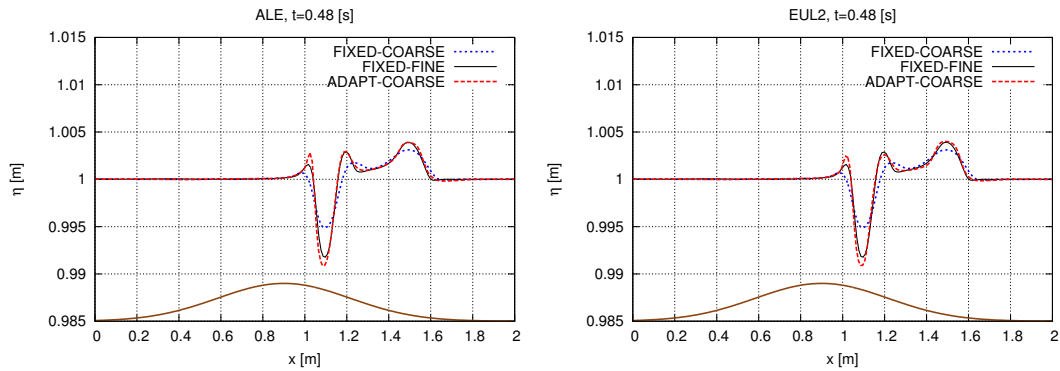 ALE, t=0.48 [s]
1.015
1.01
1.005
1
0.995
0.99
0.985
η [m]
FIXED-COARSE
FIXED-FINE
ADAPT-COARSE
0 0.2 0.4 0.6 0.8 1 1.2 1.4 1.6 1.8 2
x [m]
EUL2, t=0.48 [s]
1.015
1.01
1.005
1
0.995
0.99
0.985
η [m]
FIXED-COARSE
FIXED-FINE
ADAPT-COARSE
0 0.2 0.4 0.6 0.8 1 1.2 1.4 1.6 1.8 2
x [m]